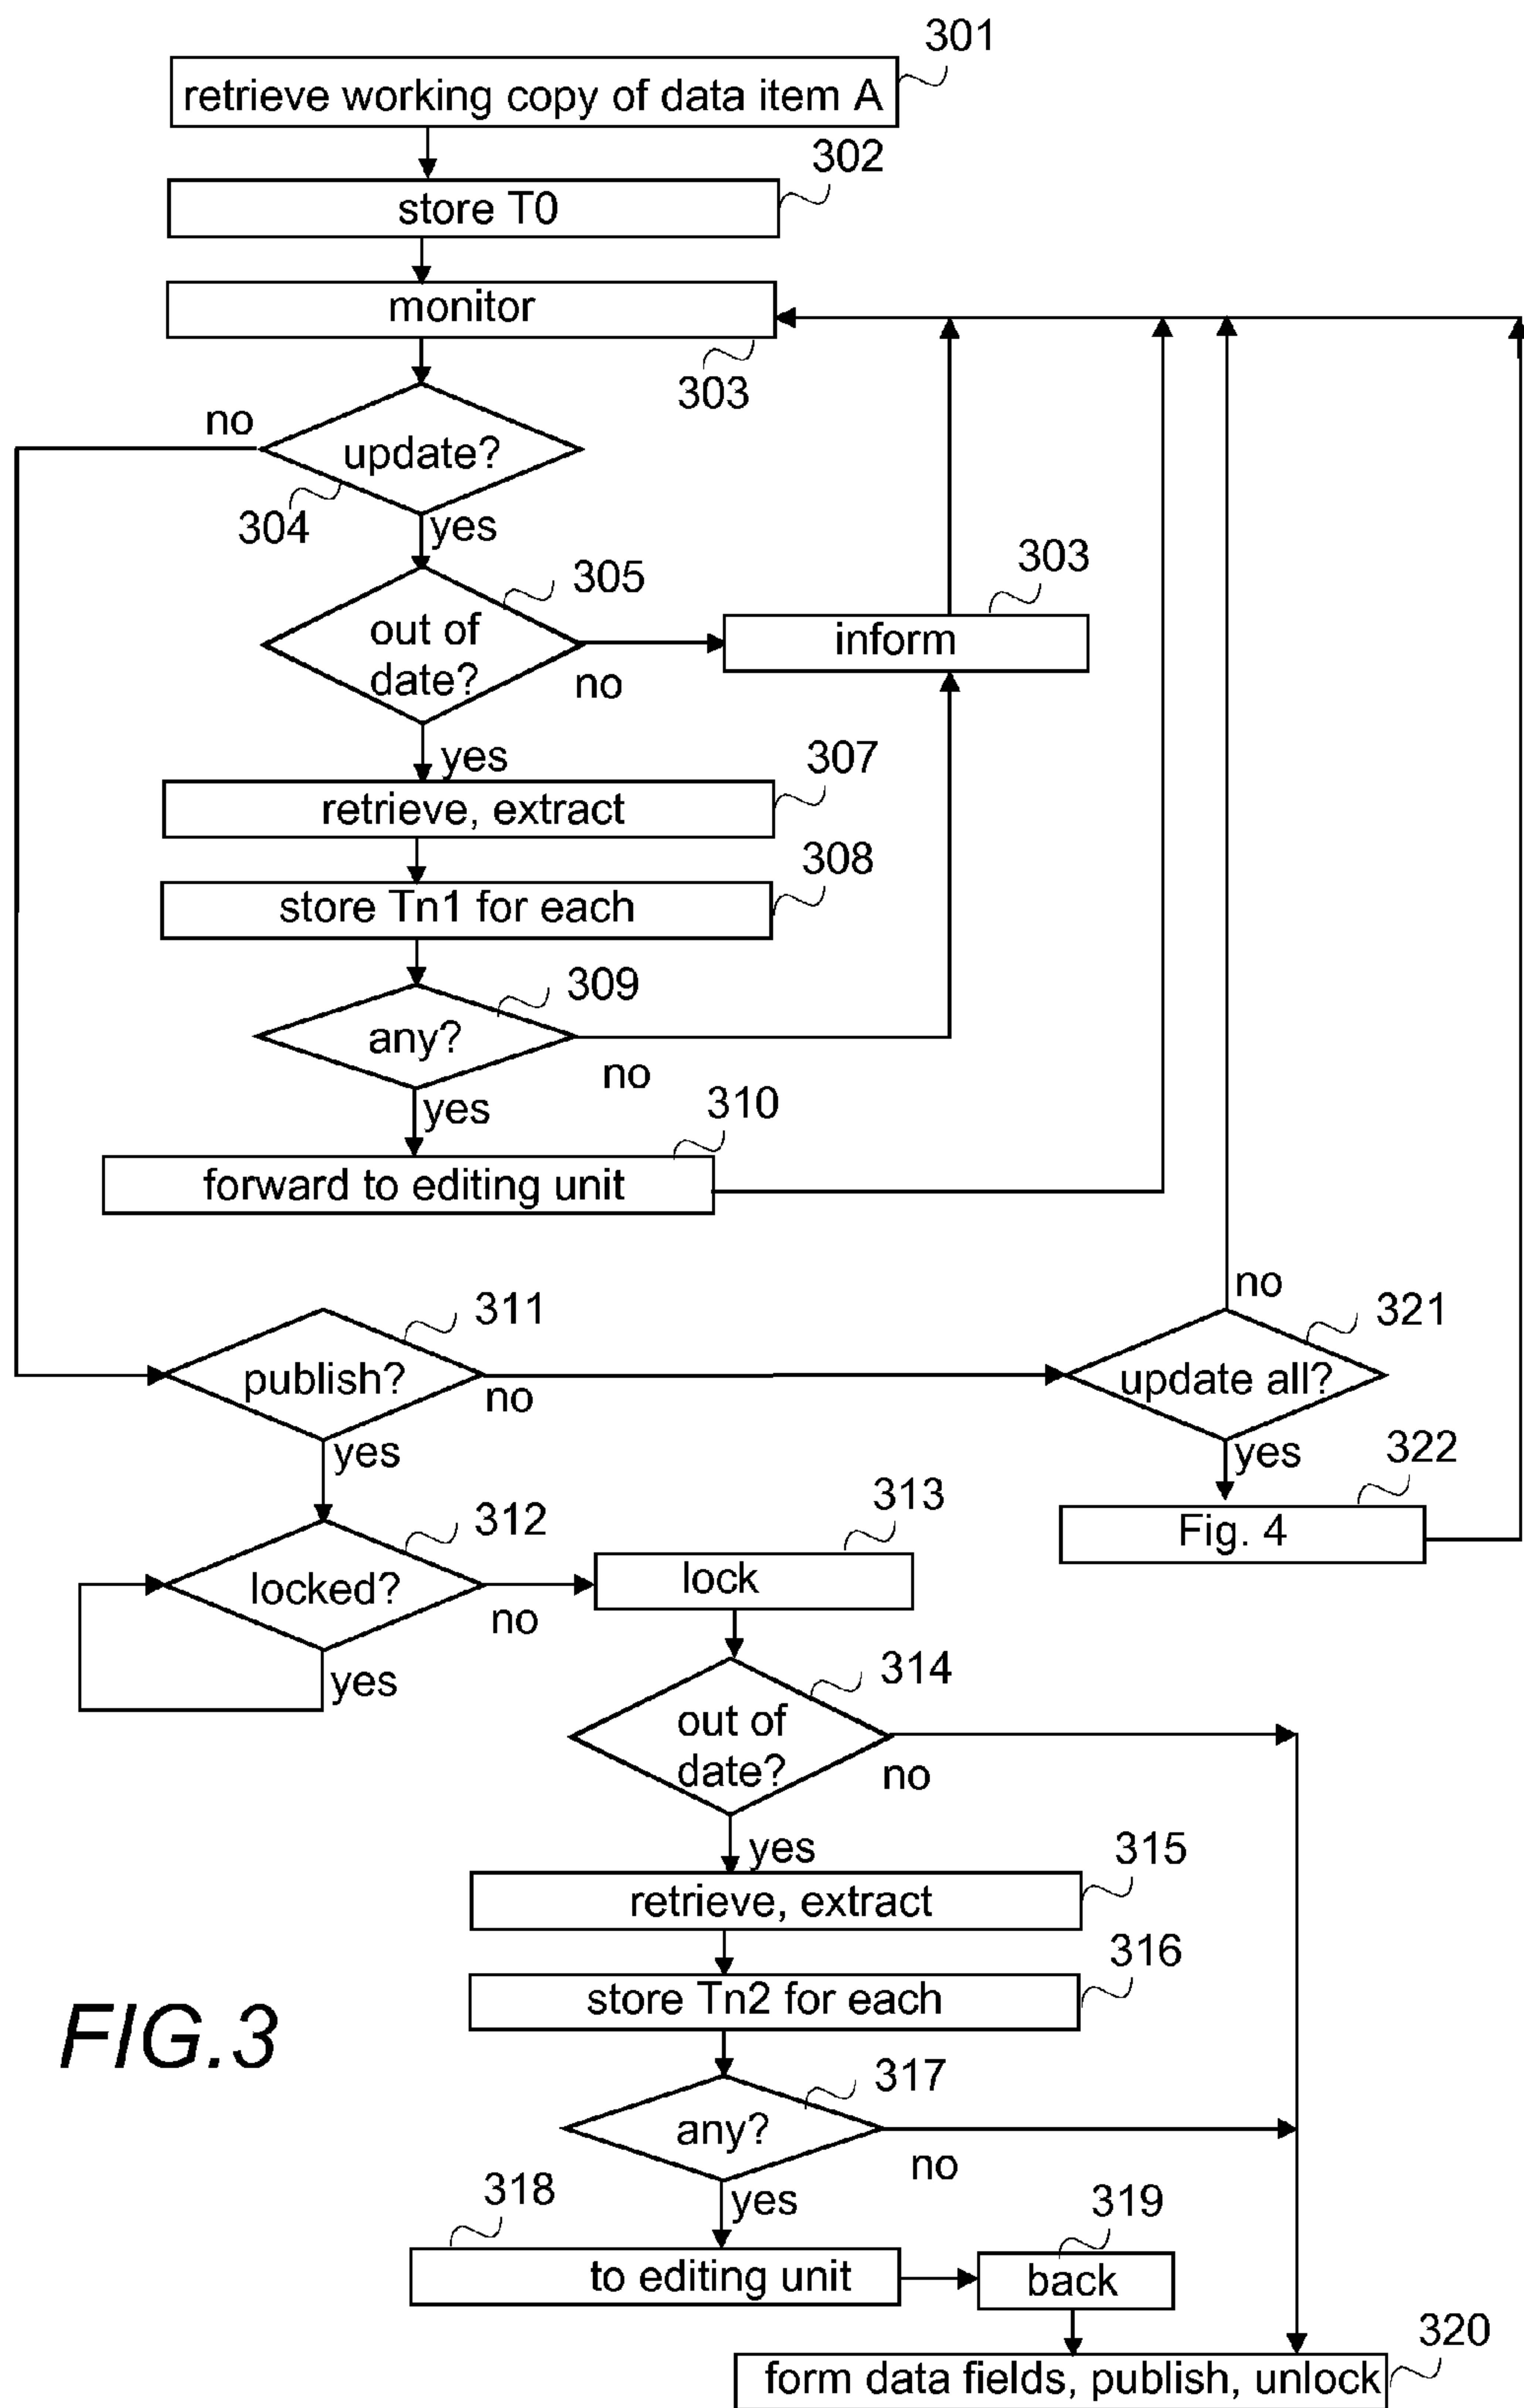 301
retrieve working copy of data item A
302
store T0
monitor
303
no
update?
304
yes
305
303
out of
date?
inform
no
yes
307
retrieve, extract
308
store Tn1 for each
309
any?
no
yes
310
forward to editing unit
no
311
321
publish?
update all?
no
yes
yes
322
Fig. 4
312
313
locked?
lock
no
yes
314
out of
date?
no
yes
315
retrieve, extract
316
store Tn2 for each
FIG.3
317
any?
no
yes
318
319
to editing unit
back
320
form data fields, publish, unlock